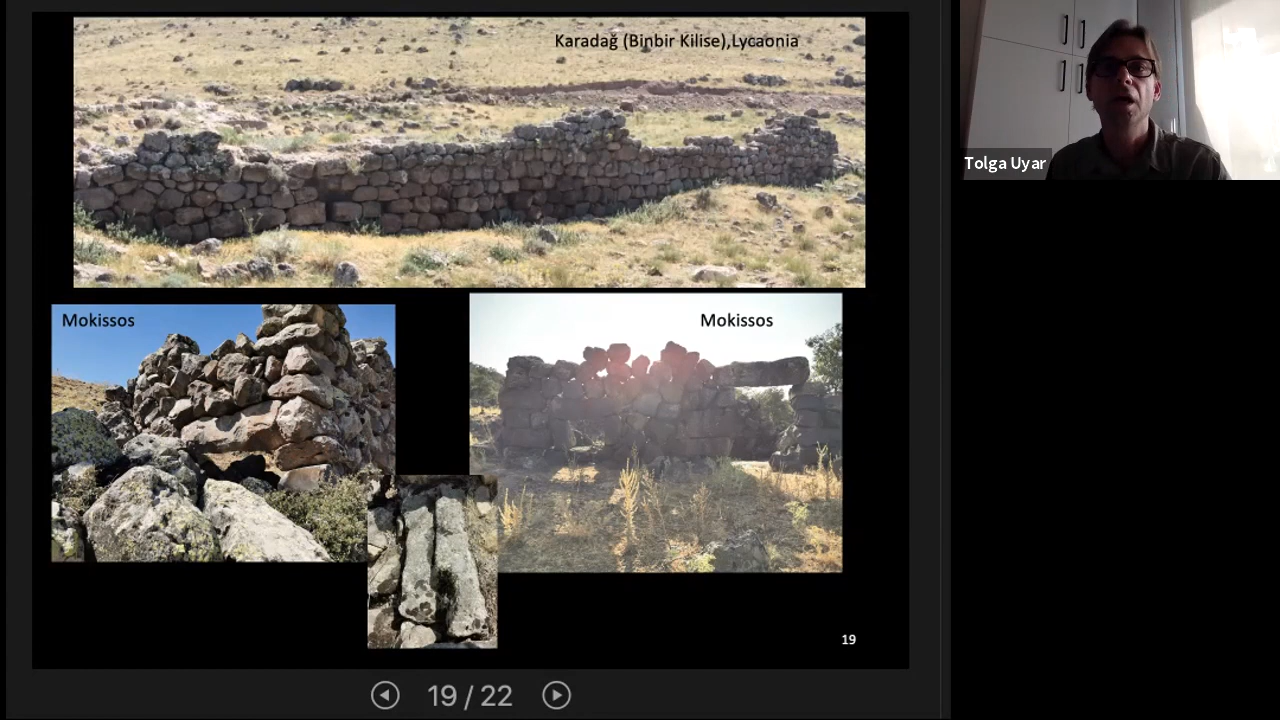 Karadağ (Binbir Kilise),Lycaonia
Mokissos
Mokissos
19
19 / 22
Tolga Uyar